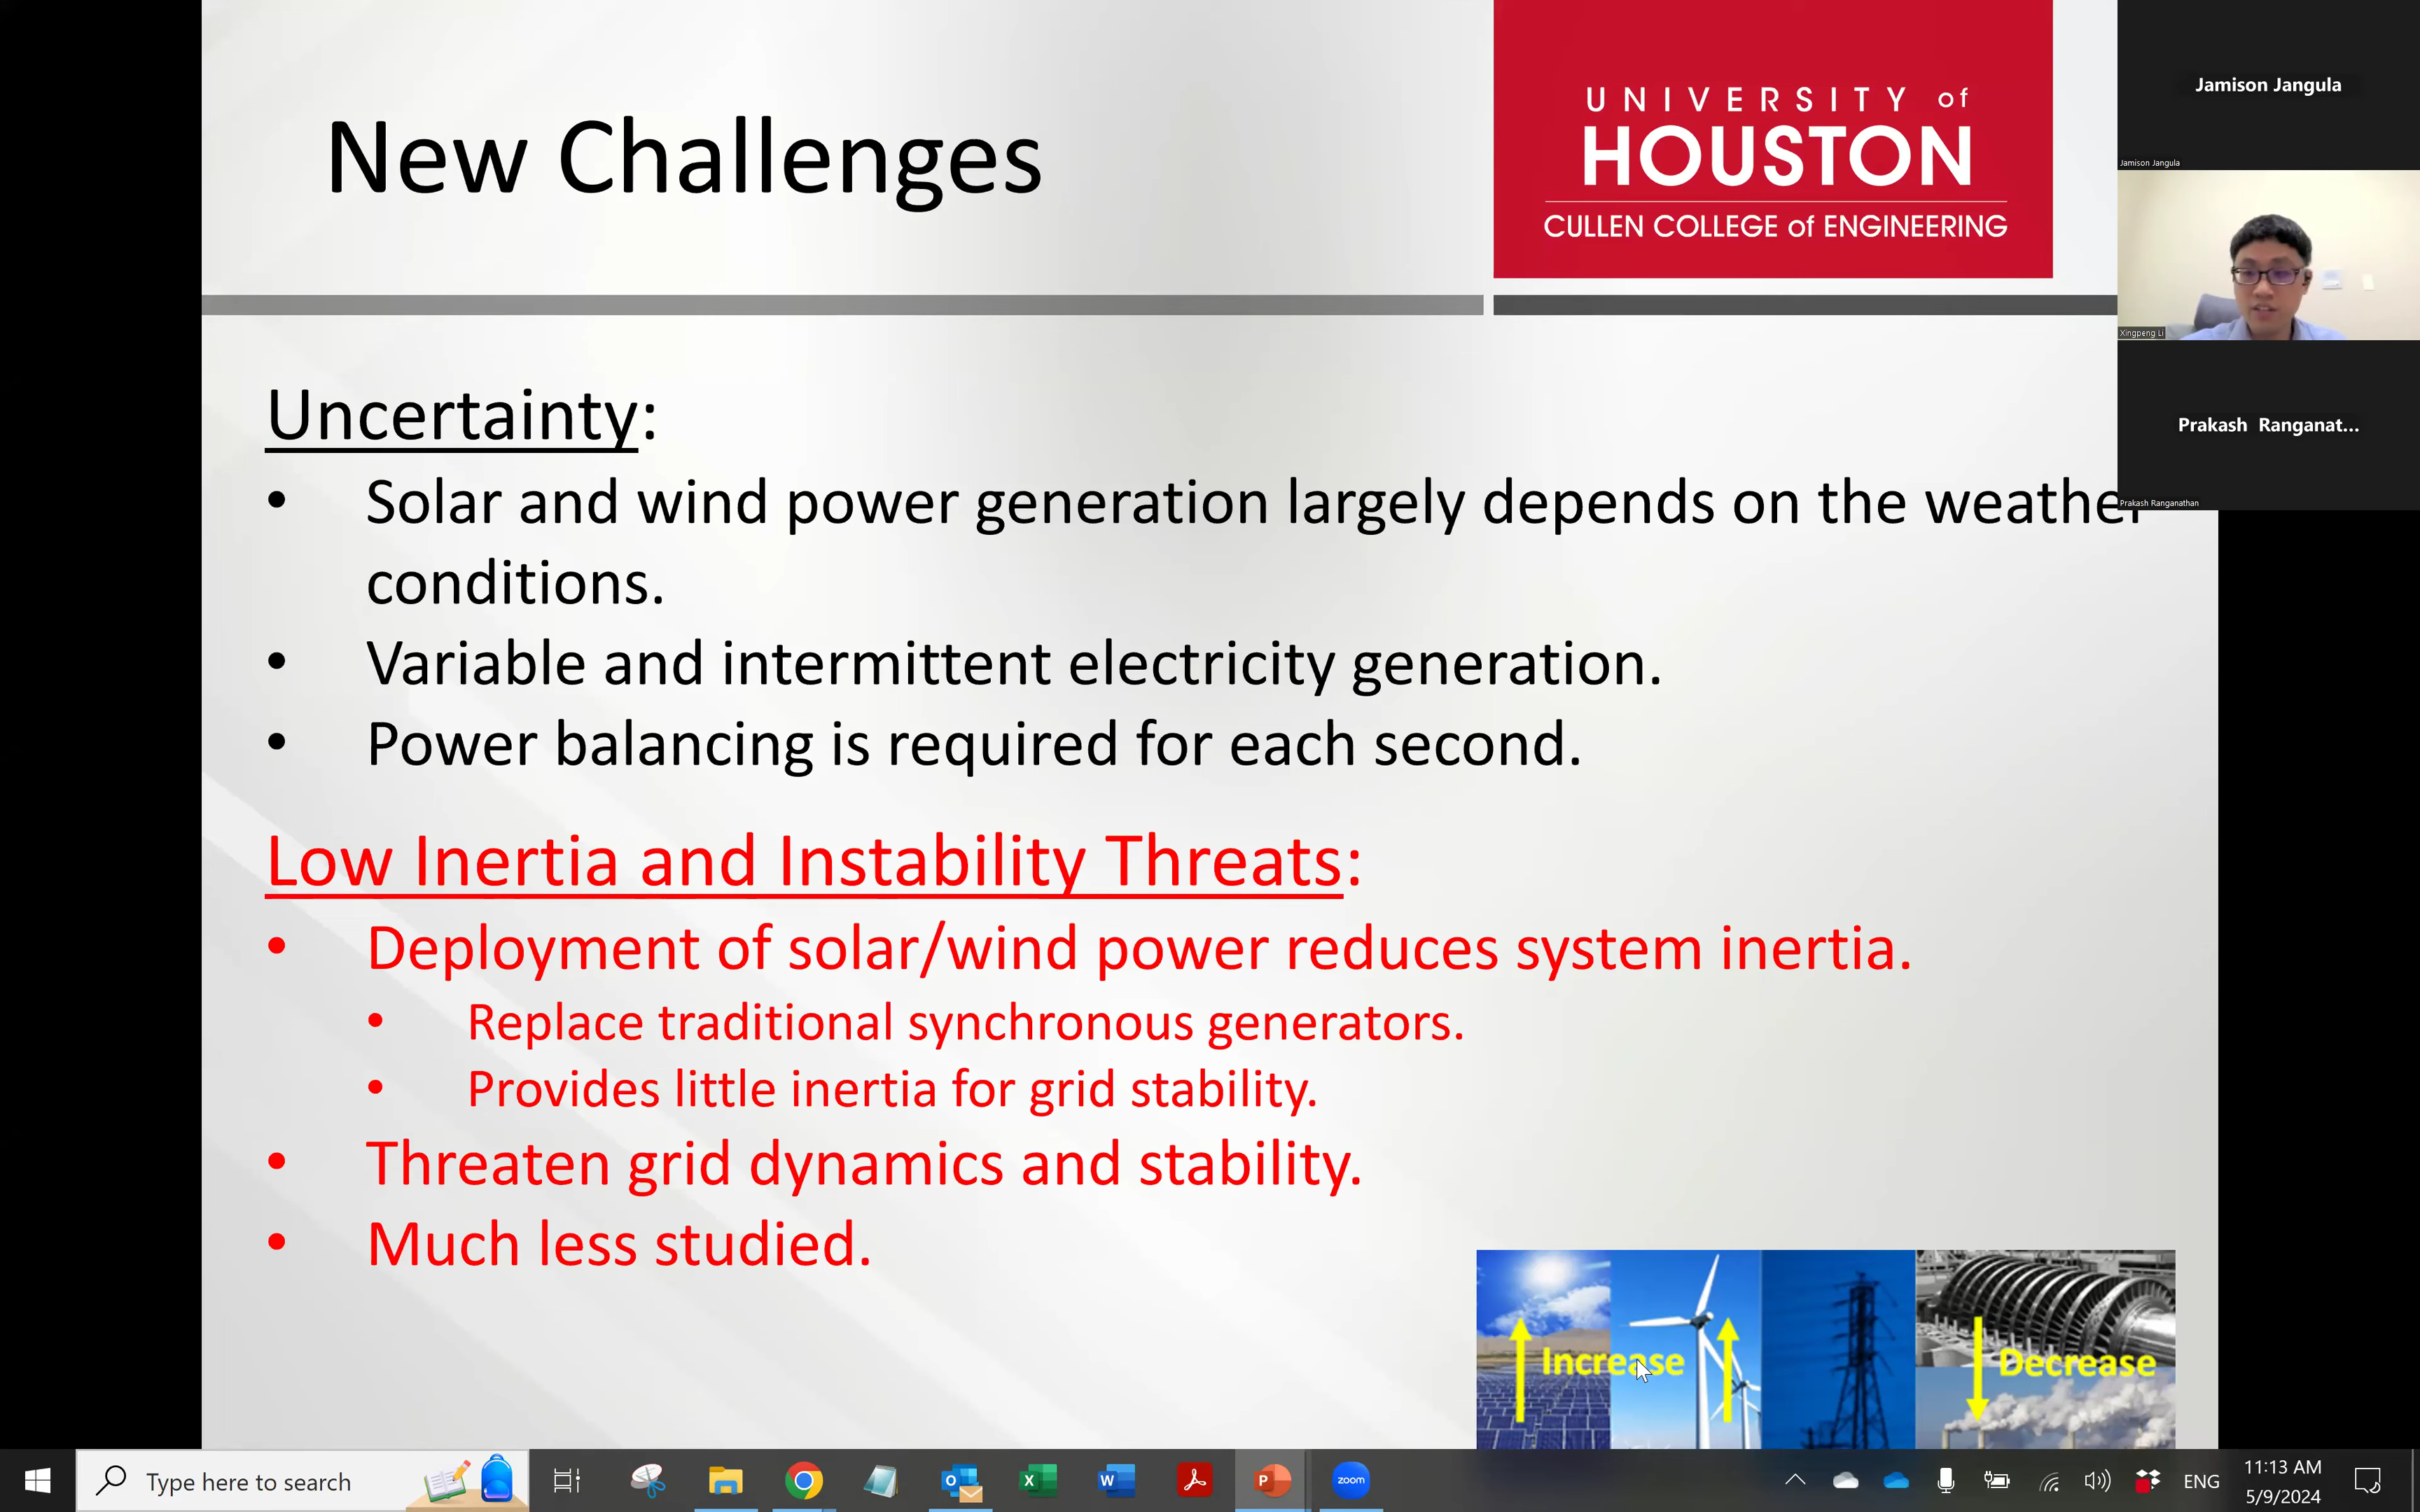 New Challenges
UNIVERSITY of
HOUSTON
CULLEN COLLEGE of ENGINEERING
Jamison Jangula
Jamison Jangula
Xingpeng Li
Prakash Ranganat...
Prakash Ranganathan
Uncertainty:
• Solar and wind power generation largely depends on the weather
conditions.
• Variable and intermittent electricity generation.
• Power balancing is required for each second.
Low Inertia and Instability Threats:
• Deployment of solar/wind power reduces system inertia.
• Replace traditional synchronous generators.
• Provides little inertia for grid stability.
• Threaten grid dynamics and stability.
• Much less studied.
Increase
Decrease
Type here to search
zoom
ENG
11:13 AM
5/9/2024